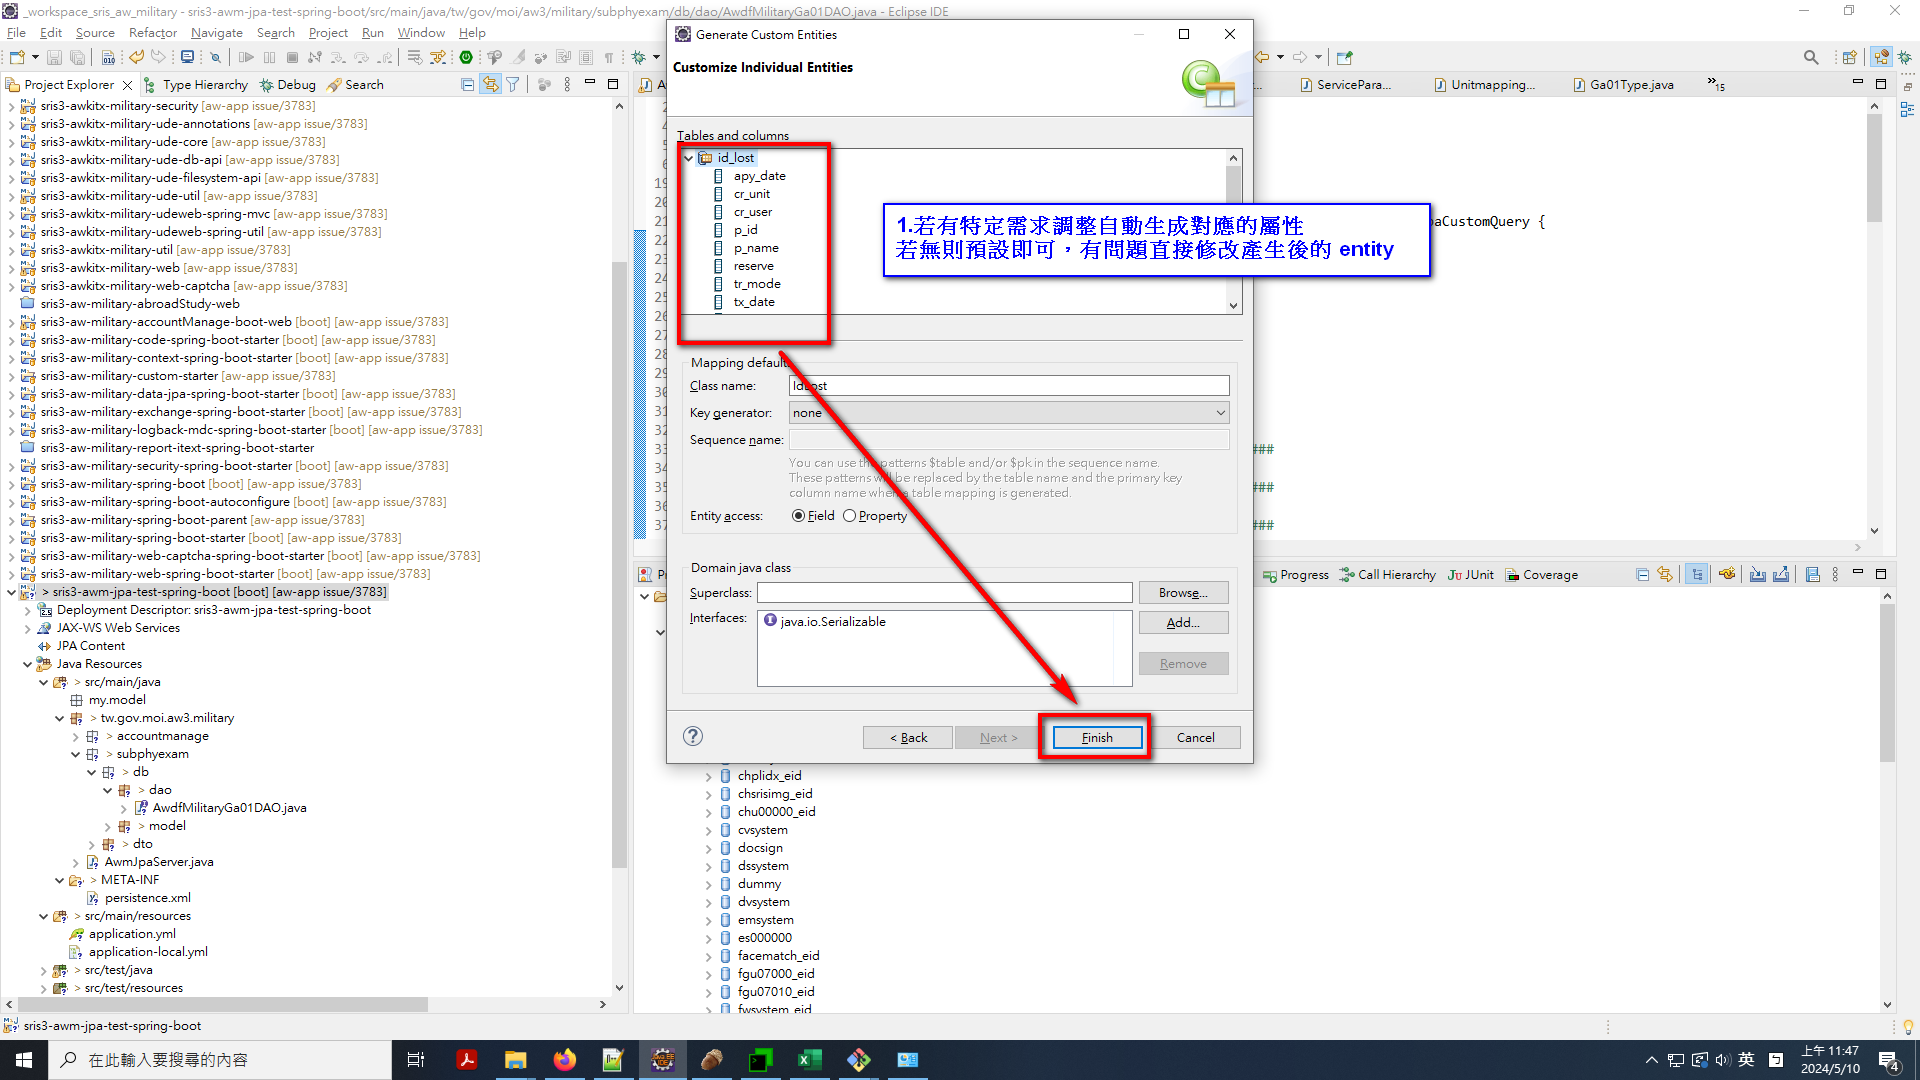 _workspace_sris_aw_military - sris3-awm-jpa-test-spring-boot/src/main/java/tw/gov/moi/aw3/military/subphyexam/db/dao/AwdfMilitaryGa01DAO.java - Eclipse IDE
File Edit Source Refactor Navigate Search Project Run Window Help
Project Explorer Type Hierarchy Debug Search
sris3-awkitx-military-security [aw-app issue/3783]
sris3-awkitx-military-ude-annotations [aw-app issue/3783]
sris3-awkitx-military-ude-core [aw-app issue/3783]
sris3-awkitx-military-ude-db-api [aw-app issue/3783]
sris3-awkitx-military-ude-filesystem-api [aw-app issue/3783]
sris3-awkitx-military-ude-util [aw-app issue/3783]
sris3-awkitx-military-udeweb-spring-mvc [aw-app issue/3783]
sris3-awkitx-military-udeweb-spring-util [aw-app issue/3783]
sris3-awkitx-military-util [aw-app issue/3783]
sris3-awkitx-military-web [aw-app issue/3783]
sris3-awkitx-military-web-captcha [aw-app issue/3783]
sris3-aw-military-abroadStudy-web
sris3-aw-military-accountManage-boot-web [boot] [aw-app issue/3783]
sris3-aw-military-code-spring-boot-starter [boot] [aw-app issue/3783]
sris3-aw-military-context-spring-boot-starter [boot] [aw-app issue/3783]
sris3-aw-military-custom-starter [aw-app issue/3783]
sris3-aw-military-data-jpa-spring-boot-starter [boot] [aw-app issue/3783]
sris3-aw-military-exchange-spring-boot-starter [boot] [aw-app issue/3783]
sris3-aw-military-logback-mdc-spring-boot-starter [boot] [aw-app issue/3783]
sris3-aw-military-report-itext-spring-boot-starter
sris3-aw-military-security-spring-boot-starter [boot] [aw-app issue/3783]
sris3-aw-military-spring-boot [boot] [aw-app issue/3783]
sris3-aw-military-spring-boot-autoconfigure [boot] [aw-app issue/3783]
sris3-aw-military-spring-boot-parent [aw-app issue/3783]
sris3-aw-military-spring-boot-starter [boot] [aw-app issue/3783]
sris3-aw-military-web-captcha-spring-boot-starter [boot] [aw-app issue/3783]
sris3-aw-military-web-spring-boot-starter [boot] [aw-app issue/3783]
> sris3-awm-jpa-test-spring-boot [boot] [aw-app issue/3783]
Deployment Descriptor: sris3-awm-jpa-test-spring-boot
JAX-WS Web Services
JPA Content
Java Resources
> src/main/java
my.model
> tw.gov.moi.aw3.military
> accountmanage
> subphyexam
> db
> dao
> AwdfMilitaryGa01DAO.java
> model
> dto
AwmJpaServer.java
> META-INF
persistence.xml
> src/main/resources
application.yml
application-local.yml
> src/test/java
> src/test/resources
sris3-awm-jpa-test-spring-boot
Generate Custom Entities
Customize Individual Entities
Tables and columns
id_lost
apy_date
cr_unit
cr_user
p_id
p_name
reserve
tr_mode
tx_date
1.若有特定需求調整自動生成對應的屬性
若無則預設即可，有問題直接修改產生後的 entity
Mapping default
Class name: IdLost
Key generator: none
Sequence name:
You can use the patterns $table and/or $pk in the sequence name.
These patterns will be replaced by the table name and the primary key
column name when a table mapping is generated.
Entity access: Field Property
Domain java class
Superclass: Browse...
Interfaces: java.io.Serializable Add...
Remove
< Back Next > Finish Cancel
ServicePara... Unitmapping... Ga01Type.java »15
paCustomQuery {
19
20
21
22
23
24
25
26
27
28
29
30
31
32
33 ###
34
35 ###
36
37 ###
Progress Call Hierarchy JUnit Coverage
chplidx_eid
chsrisimg_eid
chu00000_eid
cvsystem
docsign
dssystem
dummy
dvsystem
emsystem
es000000
facematch_eid
fgu07000_eid
fgu07010_eid
fwsystem_eid
在此輸入要搜尋的內容
英
上午 11:47
2024/5/10
4